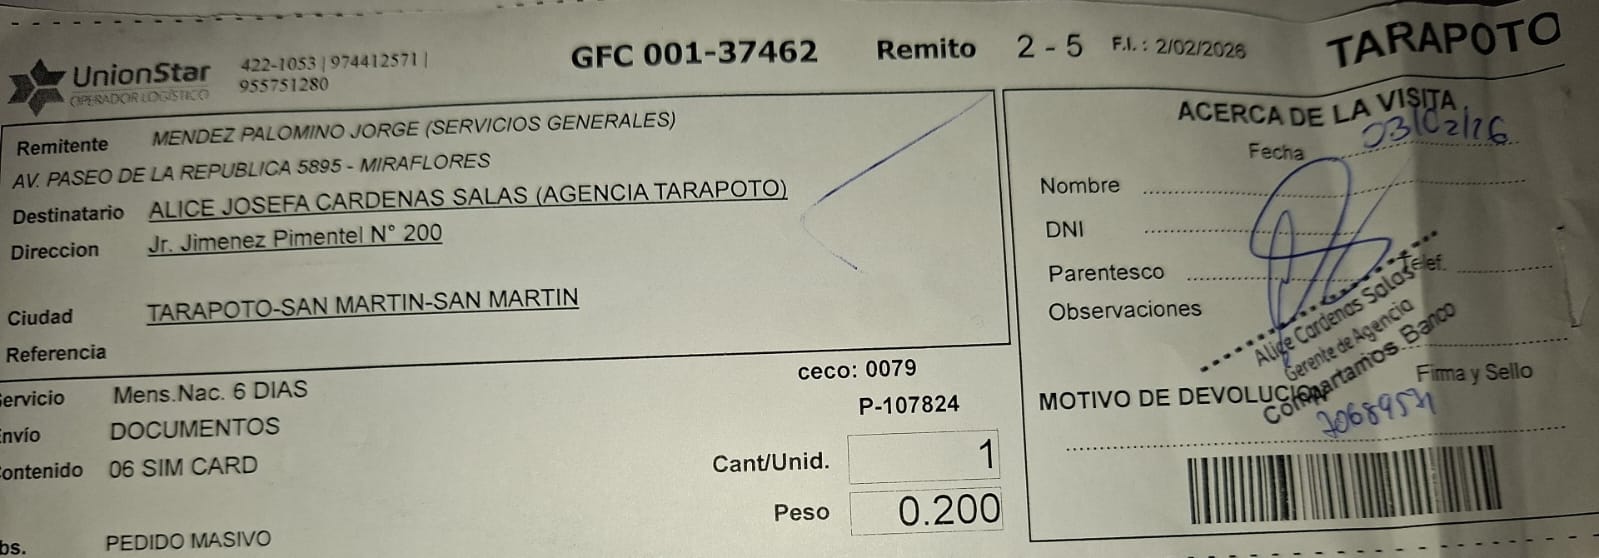 UnionStar
OPERADOR LOGÍSTICO
422-1053 | 974412571 |
955751280
GFC 001-37462
Remito 2 - 5
F.I. : 2/02/2026
TARAPOTO
Remitente MENDEZ PALOMINO JORGE (SERVICIOS GENERALES)
AV. PASEO DE LA REPUBLICA 5895 - MIRAFLORES
Destinatario ALICE JOSEFA CARDENAS SALAS (AGENCIA TARAPOTO)
Direccion Jr. Jimenez Pimentel N° 200
Ciudad TARAPOTO-SAN MARTIN-SAN MARTIN
Referencia
ervicio Mens.Nac. 6 DIAS
nvío DOCUMENTOS
ontenido 06 SIM CARD
bs. PEDIDO MASIVO
ceco: 0079
P-107824
Cant/Unid. 1
Peso 0.200
ACERCA DE LA VISITA
Fecha 03/02/26
Nombre
DNI
Parentesco
Telef.
Observaciones
Alice Cardenas Salas
Gerente de Agencia
Compartamos Banco
Firma y Sello
MOTIVO DE DEVOLUCION